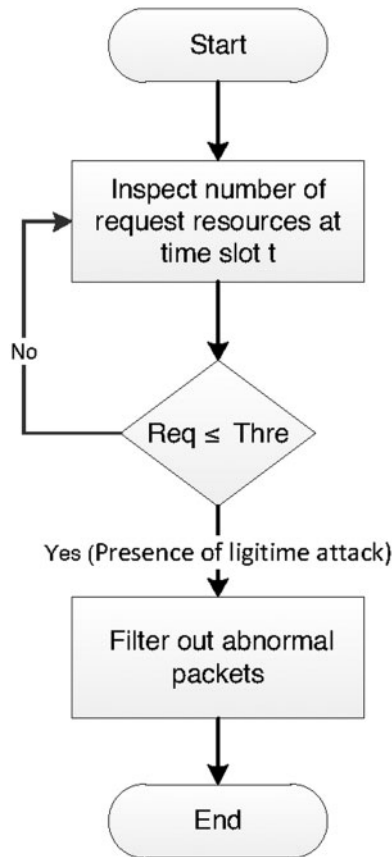 Start
Inspect number of
request resources at
time slot t
No
Req ≤ Thre
Yes (Presence of ligitime attack)
Filter out abnormal
packets
End